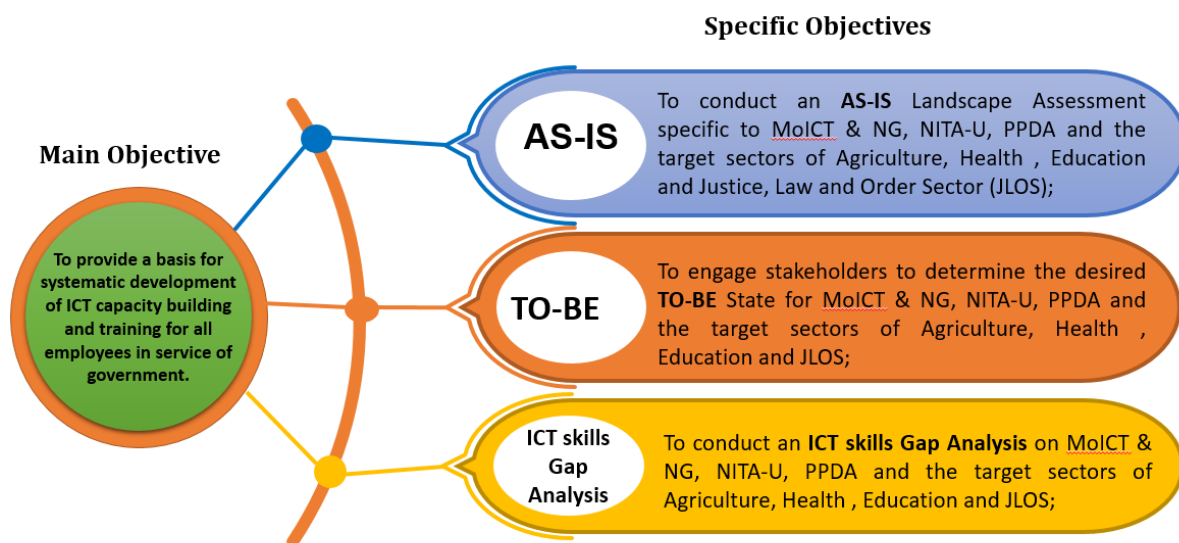 Specific Objectives
Main Objective
To provide a basis for
systematic development
of ICT capacity building
and training for all
employees in service of
government.
AS-IS
To conduct an AS-IS Landscape Assessment
specific to MoICT & NG, NITA-U, PPDA and the
target sectors of Agriculture, Health , Education
and Justice, Law and Order Sector (JLOS);
TO-BE
To engage stakeholders to determine the desired
TO-BE State for MoICT & NG, NITA-U, PPDA and
the target sectors of Agriculture, Health ,
Education and JLOS;
ICT skills
Gap
Analysis
To conduct an ICT skills Gap Analysis on MoICT &
NG, NITA-U, PPDA and the target sectors of
Agriculture, Health , Education and JLOS;